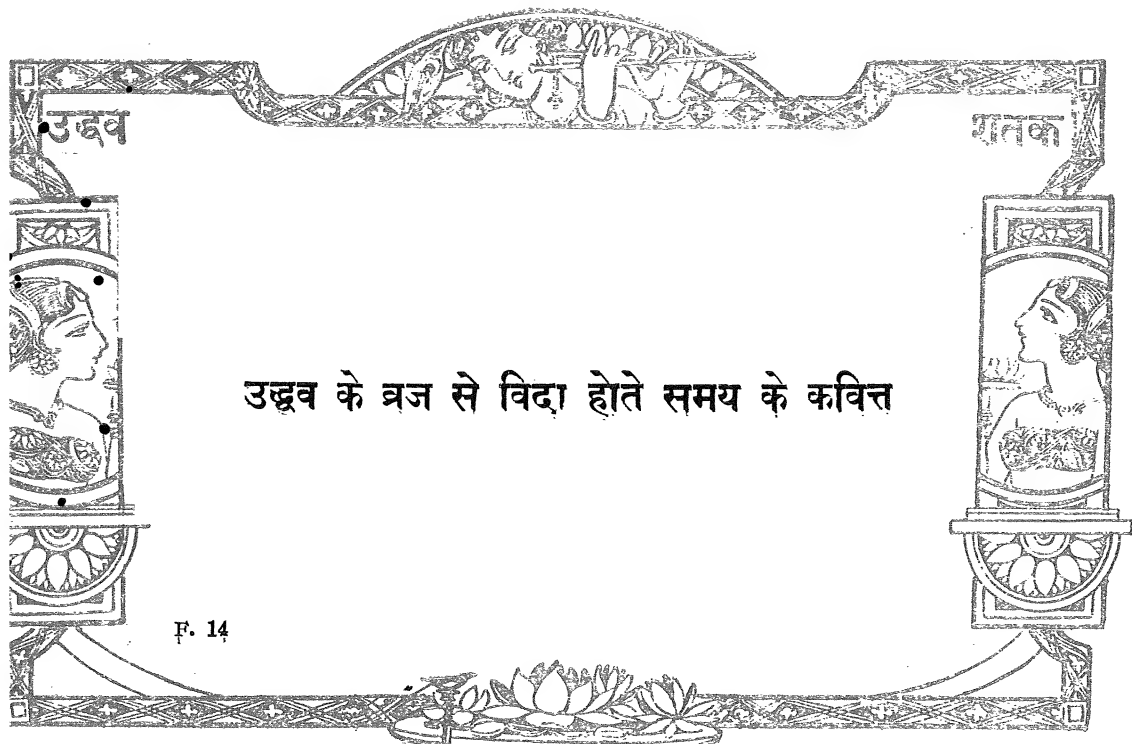 उद्धव शतक
उद्धव के व्रज से विदा होते समय के कवित्त
F. 14